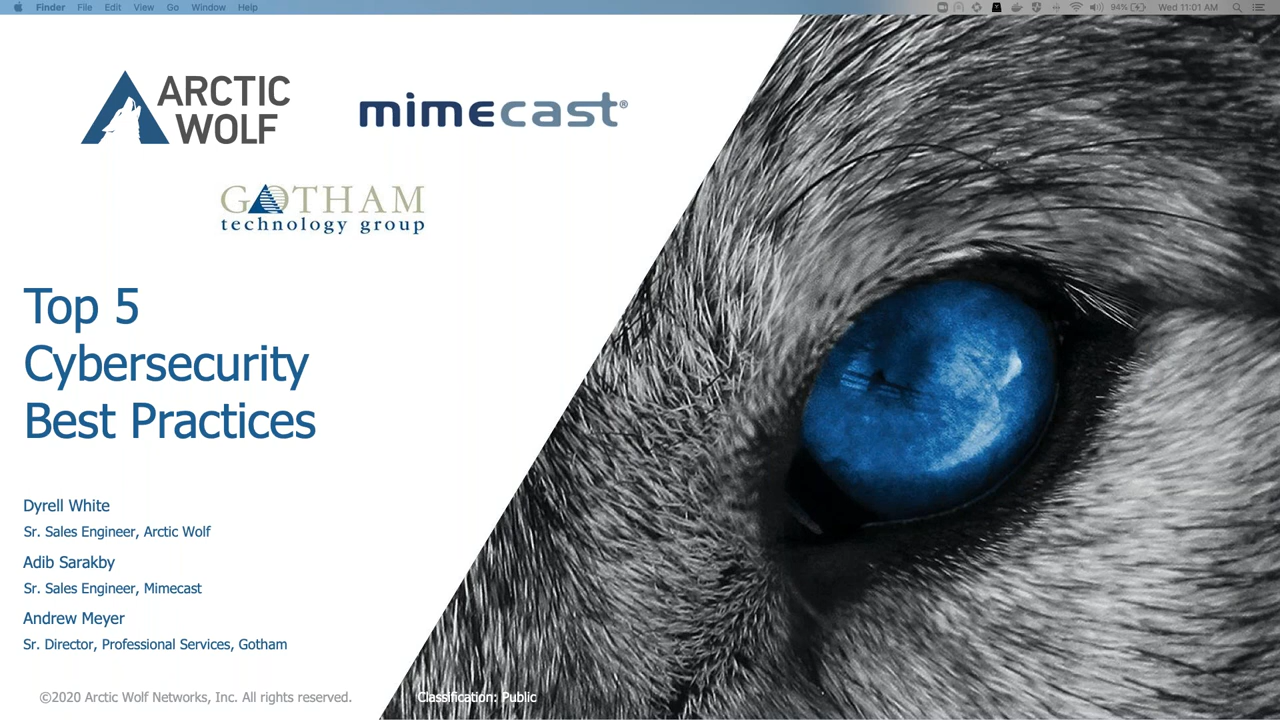 Finder File Edit View Go Window Help 94% Wed 11:01 AM
ARCTIC
WOLF
mimecast®
GOTHAM
technology group
Top 5
Cybersecurity
Best Practices
Dyrell White
Sr. Sales Engineer, Arctic Wolf
Adib Sarakby
Sr. Sales Engineer, Mimecast
Andrew Meyer
Sr. Director, Professional Services, Gotham
©2020 Arctic Wolf Networks, Inc. All rights reserved. Classification: Public